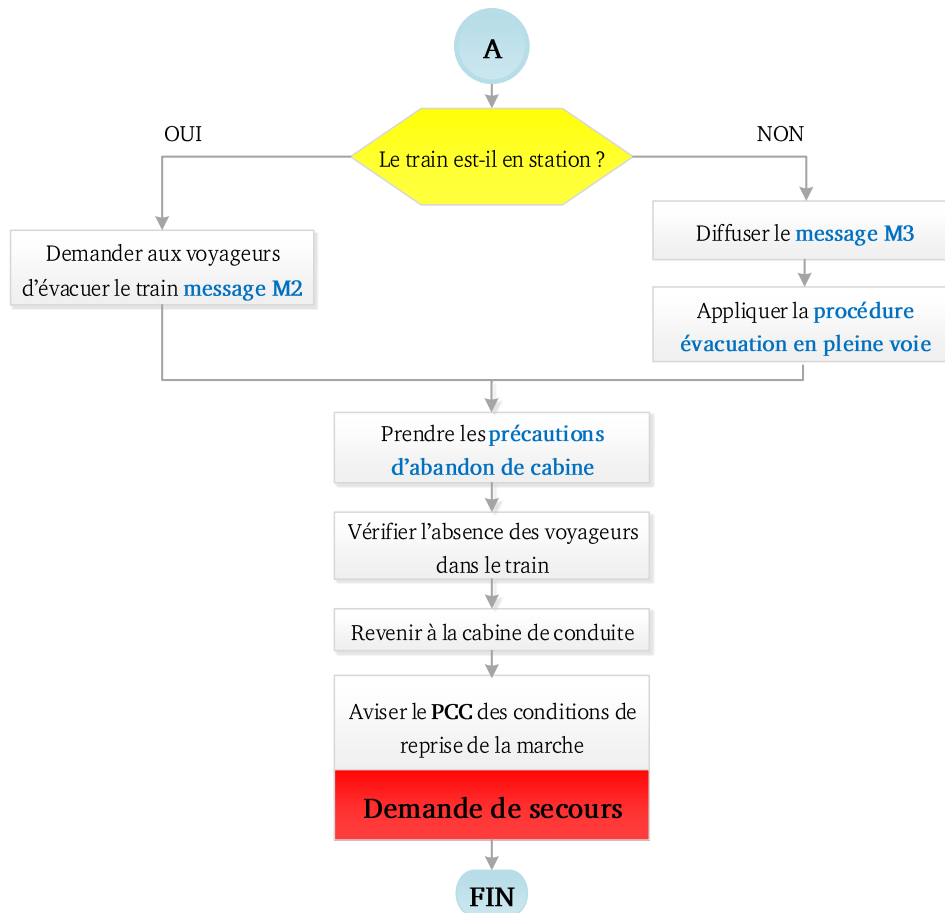 A
OUI
NON
Le train est-il en station ?
Demander aux voyageurs
d'évacuer le train message M2
Diffuser le message M3
Appliquer la procédure
évacuation en pleine voie
Prendre les précautions
d'abandon de cabine
Vérifier l'absence des voyageurs
dans le train
Revenir à la cabine de conduite
Aviser le PCC des conditions de
reprise de la marche
Demande de secours
FIN